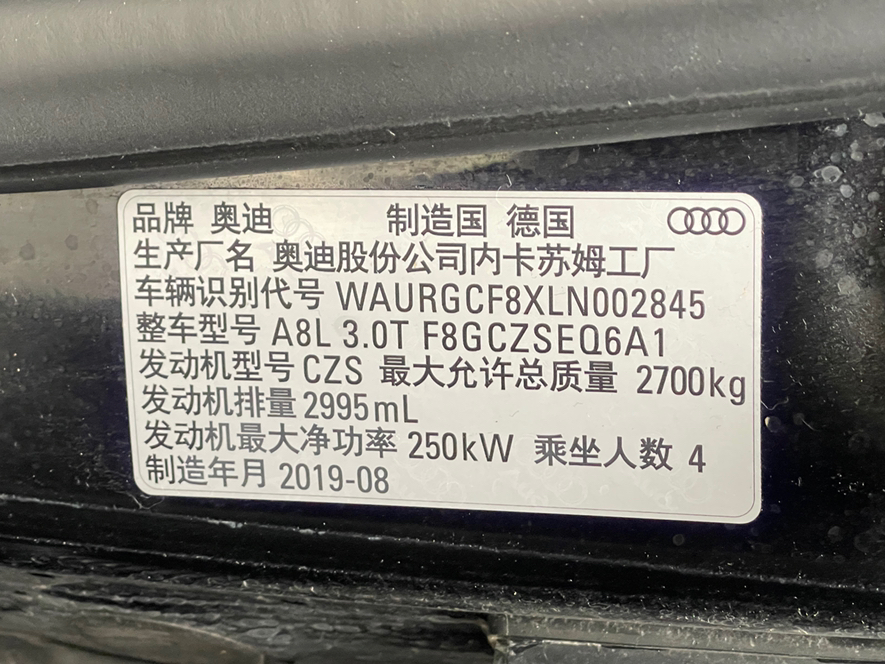 品牌 奥迪 制造国 德国
生产厂名 奥迪股份公司内卡苏姆工厂
车辆识别代号 WAURGCF8XLN002845
整车型号 A8L 3.0T F8GCZSEQ6A1
发动机型号 CZS 最大允许总质量 2700kg
发动机排量 2995mL
发动机最大净功率 250kW 乘坐人数 4
制造年月 2019-08